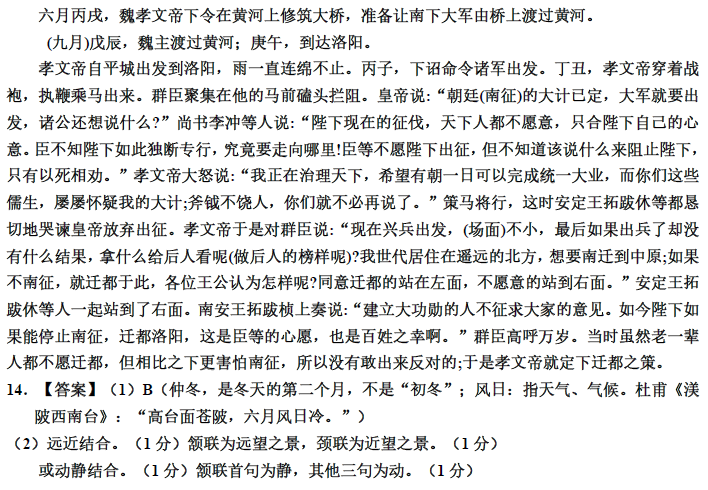 六月丙戌，魏孝文帝下令在黄河上修筑大桥，准备让南下大军由桥上渡过黄河。
(九月)戊辰，魏主渡过黄河；庚午，到达洛阳。
孝文帝自平城出发到洛阳，雨一直连绵不止。丙子，下诏命令诸军出发。丁丑，孝文帝穿着战
袍，执鞭乘马出来。群臣聚集在他的马前磕头拦阻。皇帝说：“朝廷(南征)的大计已定，大军就要出
发，诸公还想说什么?”尚书李冲等人说：“陛下现在的征伐，天下人都不愿意，只合陛下自己的心
意。臣不知陛下如此独断专行，究竟要走向哪里!臣等不愿陛下出征，但不知道该说什么来阻止陛下，
只有以死相劝。”孝文帝大怒说：“我正在治理天下，希望有朝一日可以完成统一大业，而你们这些
儒生，屡屡怀疑我的大计;斧钺不饶人，你们就不必再说了。”策马将行，这时安定王拓跋休等都恳
切地哭谏皇帝放弃出征。孝文帝于是对群臣说：“现在兴兵出发，(场面)不小，最后如果出兵了却没
有什么结果，拿什么给后人看呢(做后人的榜样呢)?我世代居住在遥远的北方，想要南迁到中原;如果
不南征，就迁都于此，各位王公认为怎样呢?同意迁都的站在左面，不愿意的站到右面。”安定王拓
跋休等人一起站到了右面。南安王拓跋桢上奏说：“建立大功勋的人不征求大家的意见。如今陛下如
果能停止南征，迁都洛阳，这是臣等的心愿，也是百姓之幸啊。”群臣高呼万岁。当时虽然老一辈
人都不愿迁都，但相比之下更害怕南征，所以没有敢出来反对的;于是孝文帝就定下迁都之策。
14．【答案】（1）B（仲冬，是冬天的第二个月，不是“初冬”；风日：指天气、气候。杜甫《渼
陂西南台》：“高台面苍陂，六月风日冷。”）
（2）远近结合。（1 分）颔联为远望之景，颈联为近望之景。（1 分）
或动静结合。（1 分）颔联首句为静，其他三句为动。（1 分）